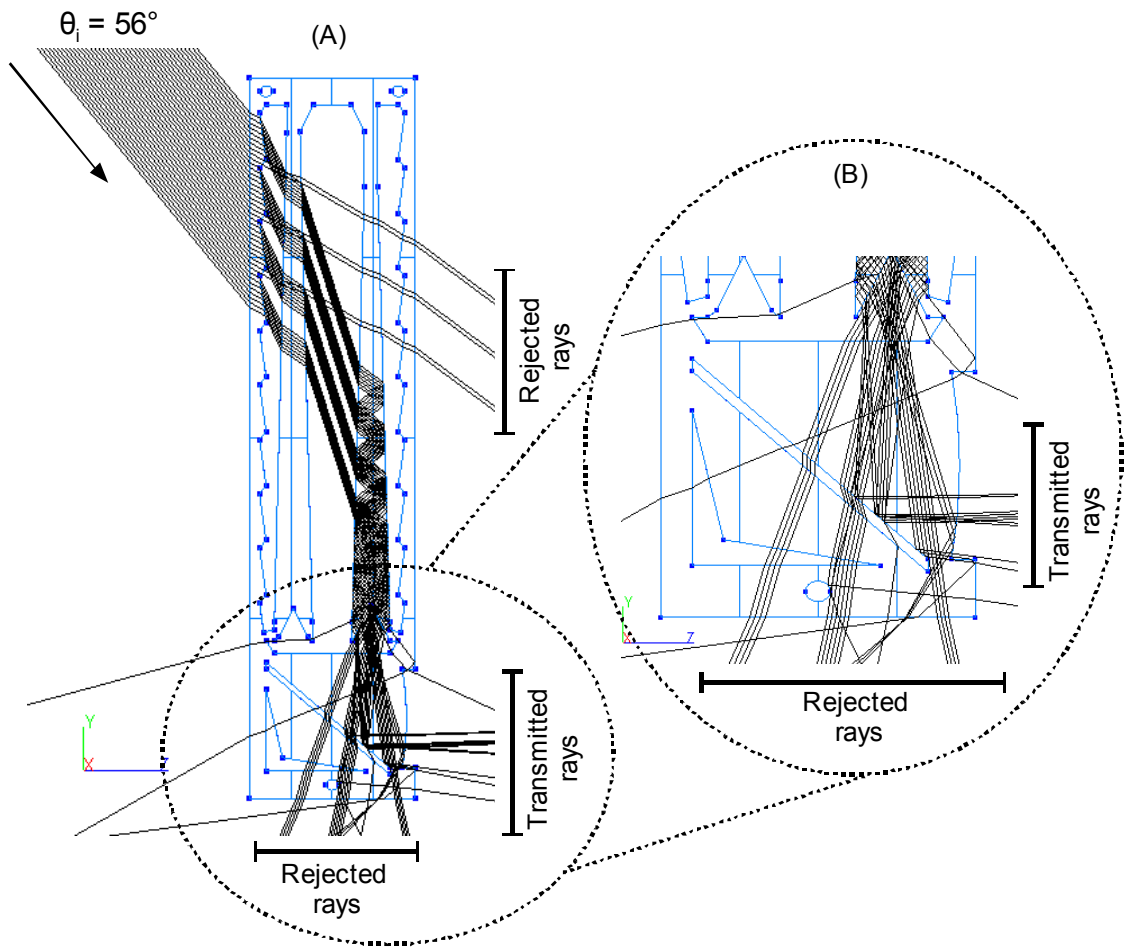 θi = 56°
(A)
(B)
Rejected
rays
Transmitted
rays
Rejected
rays
Transmitted
rays
Rejected
rays
Y
X
Z
Y
X
Z